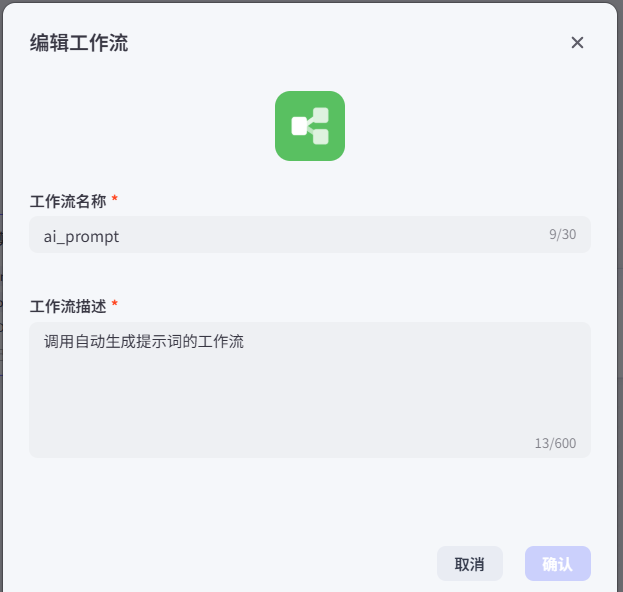 编辑工作流
工作流名称 *
ai_prompt
9/30
工作流描述 *
调用自动生成提示词的工作流
13/600
取消
确认